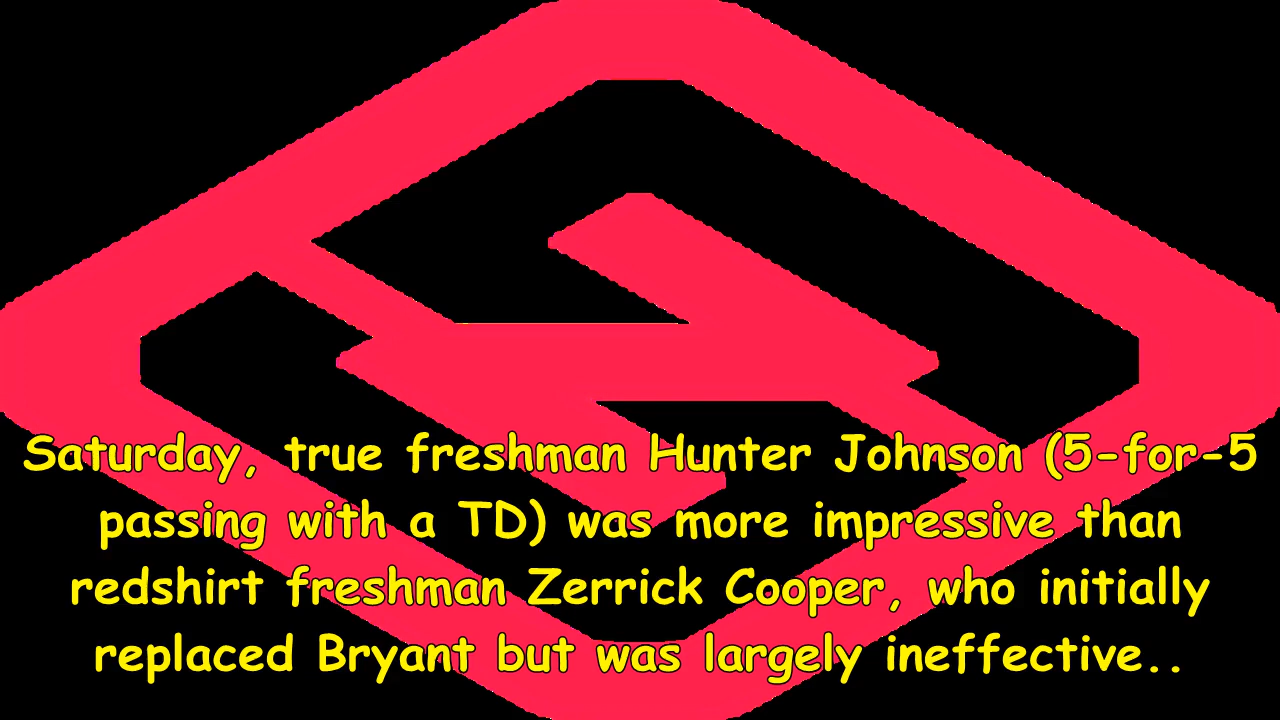 Saturday, true freshman Hunter Johnson (5-for-5
passing with a TD) was more impressive than
redshirt freshman Zerrick Cooper, who initially
replaced Bryant but was largely ineffective..